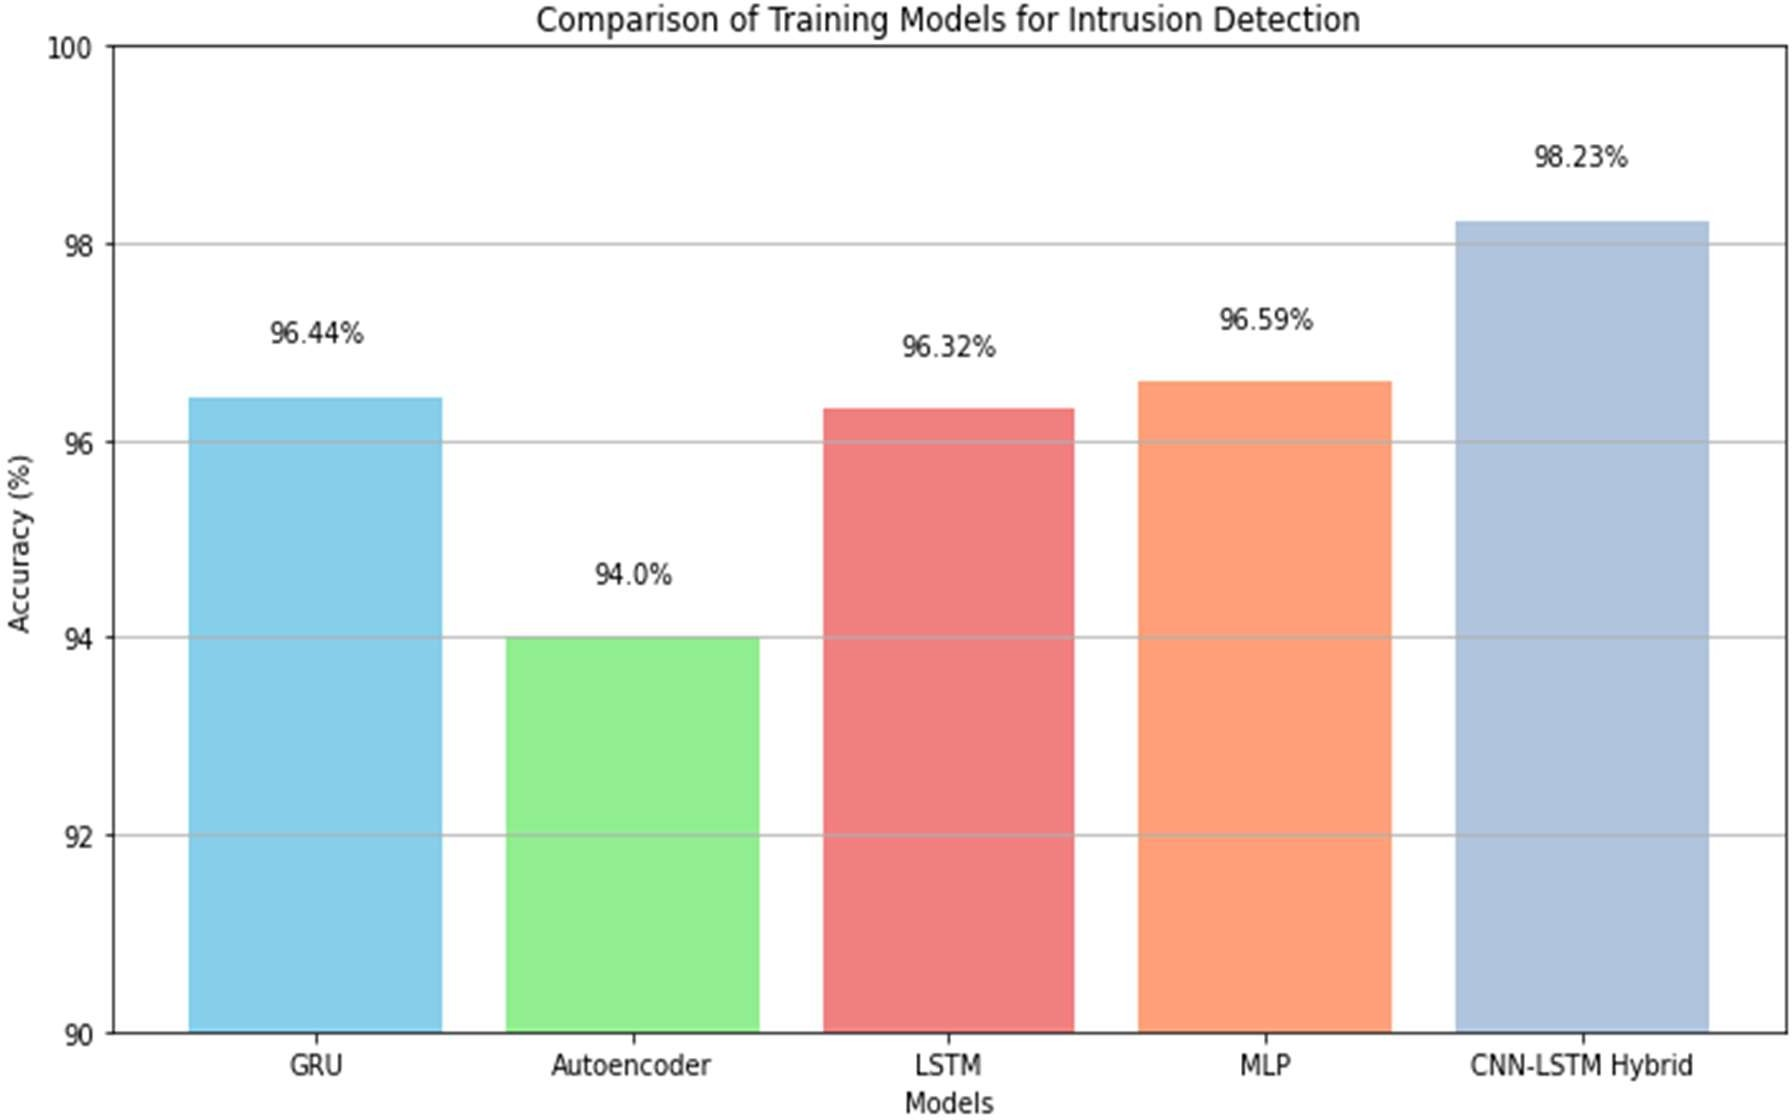 Comparison of Training Models for Intrusion Detection
100
98.23%
98
96.44%
96.32%
96.59%
96
94.0%
94
92
90
Accuracy (%)
GRU Autoencoder LSTM MLP CNN-LSTM Hybrid
Models